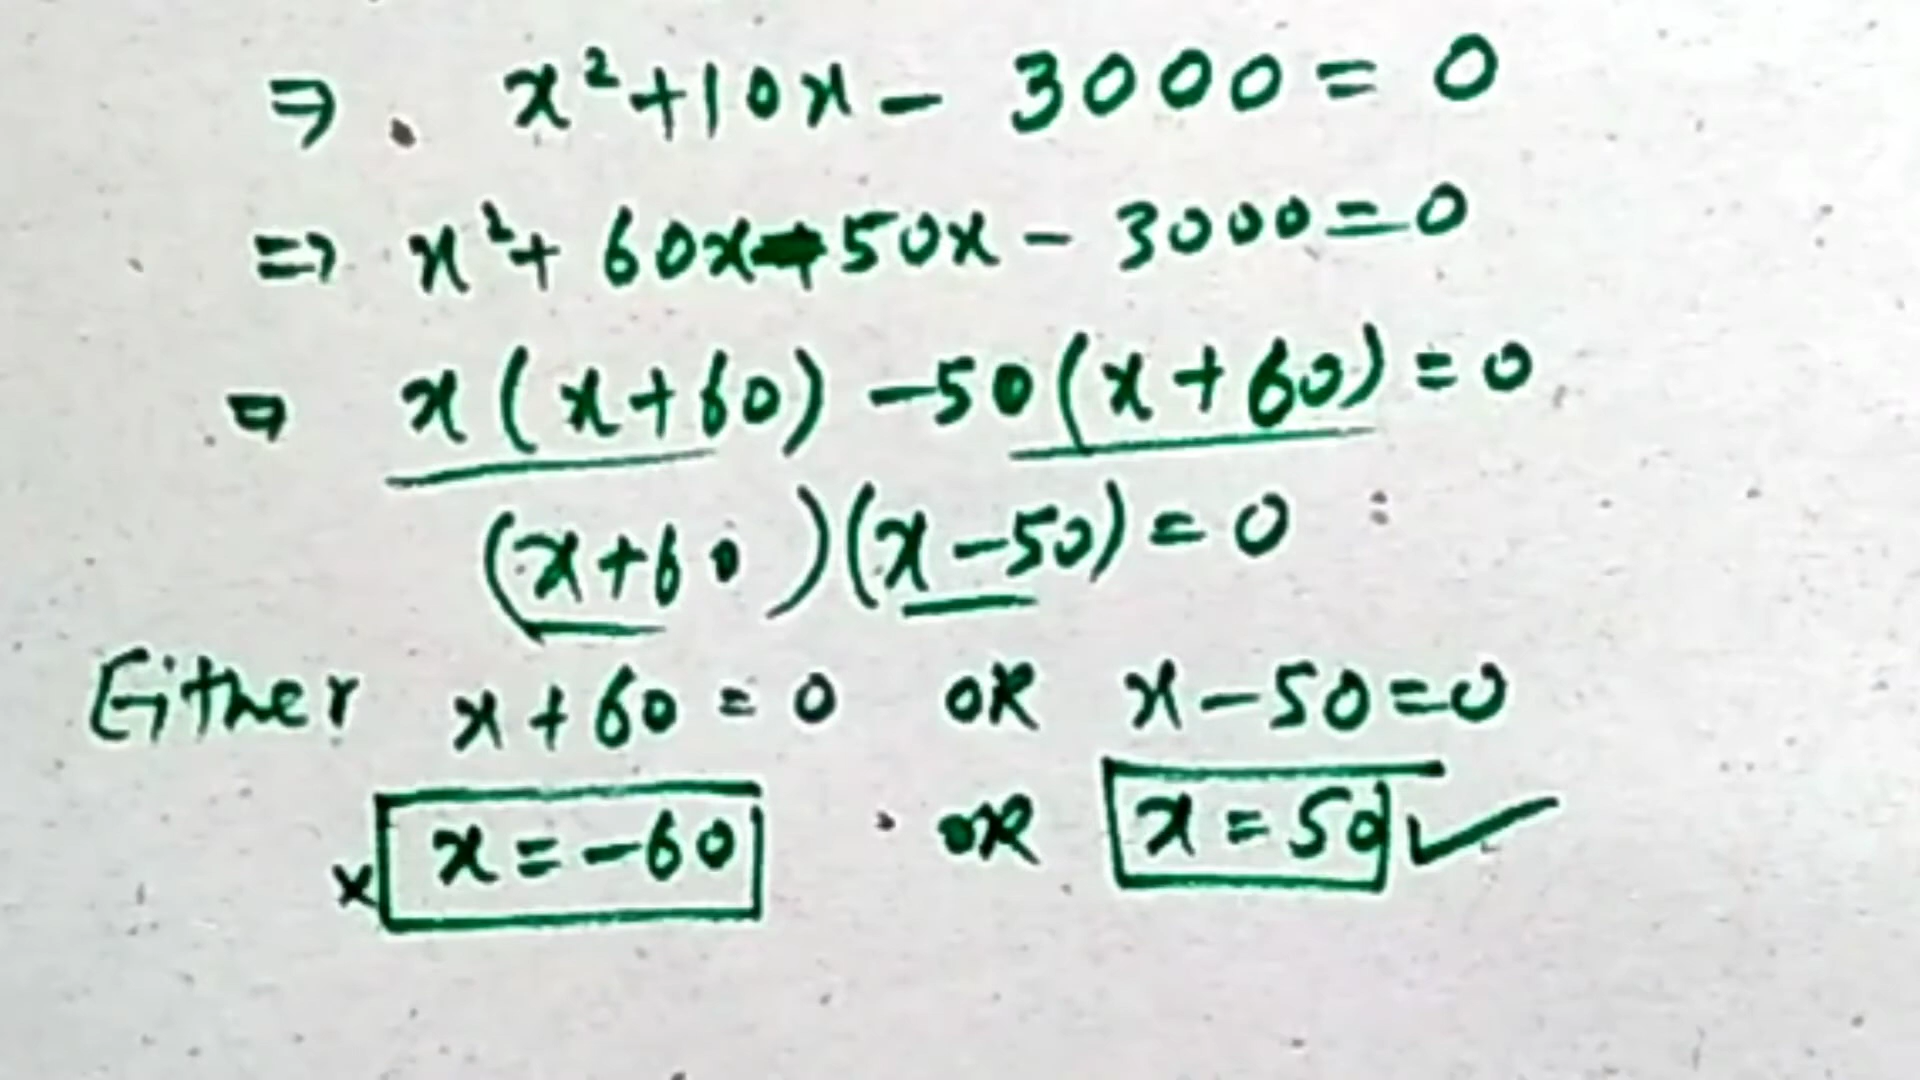 ⇒ x²+10x - 3000 = 0
⇒ x²+ 60x-50x - 3000=0
⇒ x(x+60) -50(x+60) = 0
(x+60)(x-50) = 0
Either x+60 = 0 OR x-50=0
x x=-60 OR x=50 ✓